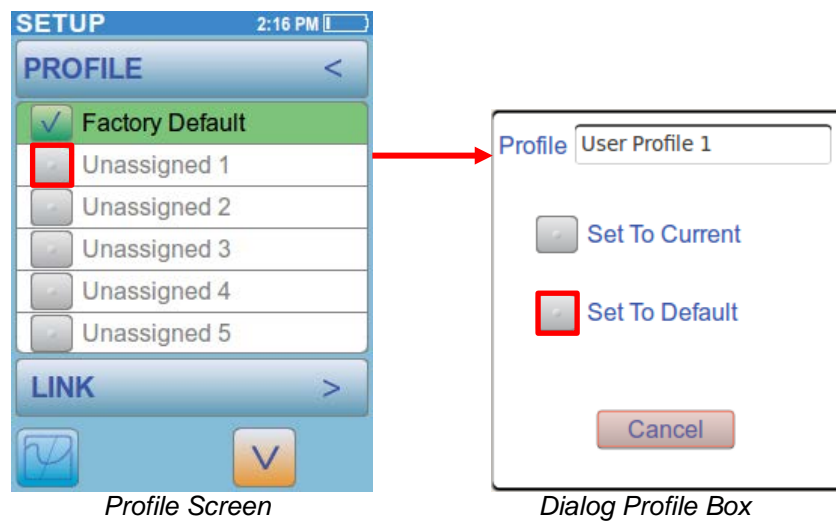 SETUP 2:16 PM
PROFILE <
Factory Default
Unassigned 1
Unassigned 2
Unassigned 3
Unassigned 4
Unassigned 5
LINK >
V
Profile Screen
Profile User Profile 1
Set To Current
Set To Default
Cancel
Dialog Profile Box